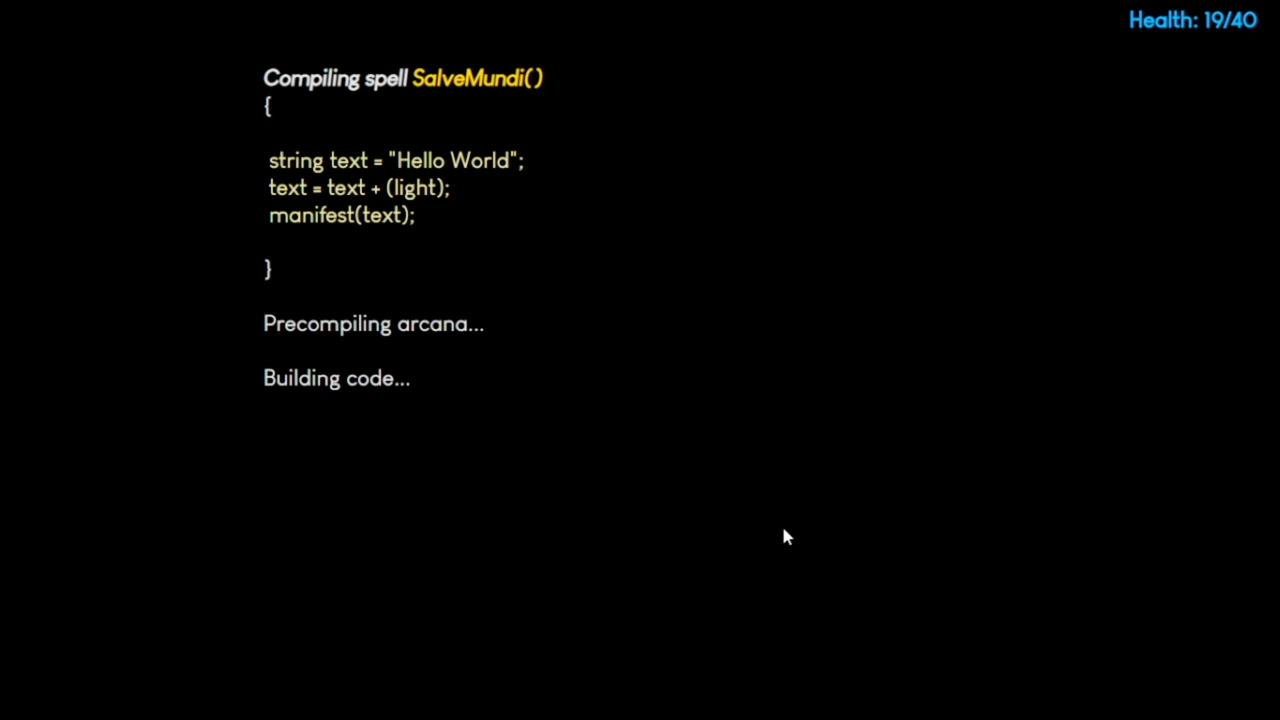 Health: 19/40
Compiling spell SalveMundi()
{
string text = "Hello World";
text = text + (light);
manifest(text);
}
Precompiling arcana...
Building code...